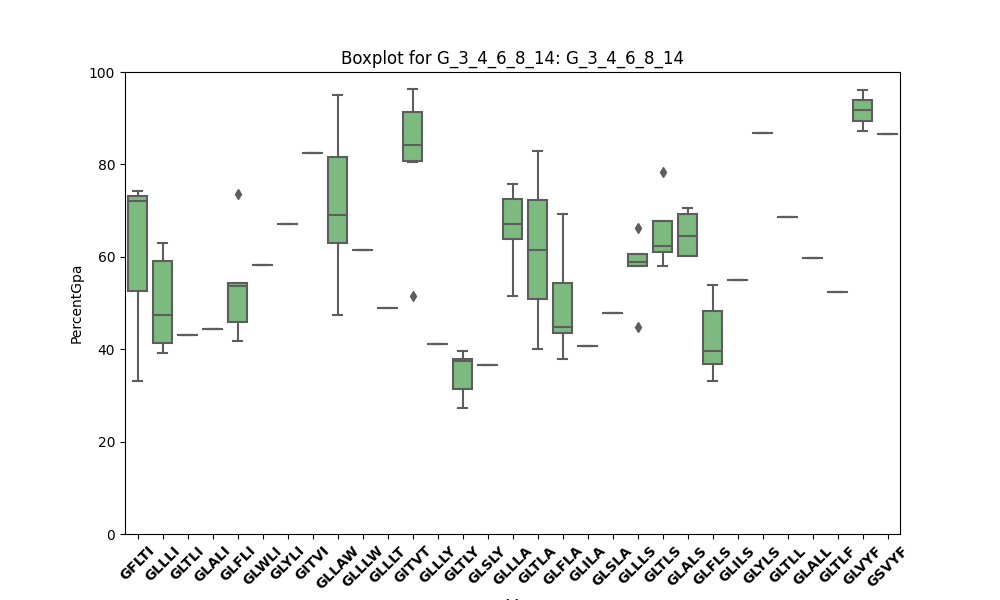 Boxplot for G_3_4_6_8_14: G_3_4_6_8_14
PercentGpa
100
80
60
40
20
0
GFLTI
GLLLI
GLTLI
GLALI
GLFLI
GLWLI
GLYLI
GITVI
GLLAW
GLLLW
GLLLT
GITVT
GLLLY
GLTLY
GLSLY
GLLLA
GLTLA
GLFLA
GLILA
GLSLA
GLLLS
GLTLS
GLALS
GLFLS
GLILS
GLYLS
GLTLL
GLALL
GLTLF
GLVYF
GSVYF